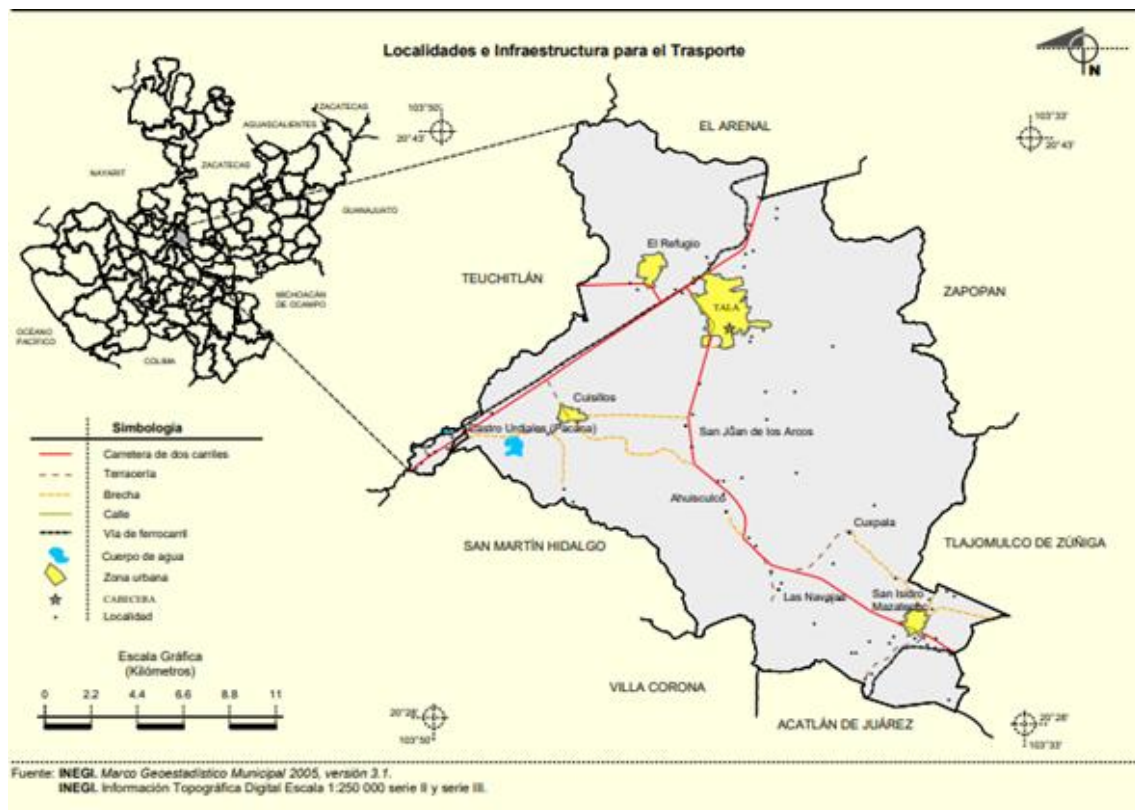 Localidades e Infraestructura para el Trasporte
N
ZACATECAS
AGUASCALIENTES
ZACATECAS
NAYARIT
GUANAJUATO
MICHOACÁN
DE OCAMPO
OCÉANO
PACÍFICO
COLIMA
103°50'
20°43'
103°33'
20°43'
EL ARENAL
El Refugio
TEUCHITLÁN
TALA
ZAPOPAN
Cuisillos
Castro Urdiales (Pacana)
San Juan de los Arcos
Ahuisculco
Cuxpala
SAN MARTÍN HIDALGO
TLAJOMULCO DE ZÚÑIGA
Las Navajas
San Isidro
Mazatepec
VILLA CORONA
ACATLÁN DE JUÁREZ
20°28'
103°50'
20°28'
103°33'
Simbología
Carretera de dos carriles
Terracería
Brecha
Calle
Vía de ferrocarril
Cuerpo de agua
Zona urbana
CABECERA
Localidad
Escala Gráfica
(Kilómetros)
0 2.2 4.4 6.6 8.8 11
Fuente: INEGI. Marco Geoestadístico Municipal 2005, versión 3.1.
INEGI. Información Topográfica Digital Escala 1:250 000 serie II y serie III.